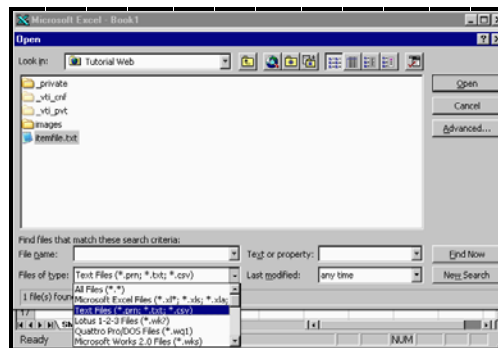 Microsoft Excel - Book1
Open
Look in: Tutorial Web
_private
_vti_cnf
_vti_pvt
images
itemfile.txt
Open
Cancel
Advanced...
Find files that match these search criteria:
File name: Text or property: Find Now
Files of type: Text Files (*.prn; *.txt; *.csv) Last modified: any time New Search
1 file(s) foun
All Files (*.*)
Microsoft Excel Files (*.xl*; *.xls; *.xla;
Text Files (*.prn; *.txt; *.csv)
Lotus 1-2-3 Files (*.wk?)
Quattro Pro/DOS Files (*.wq1)
Microsoft Works 2.0 Files (*.wks)
17
Ready NUM